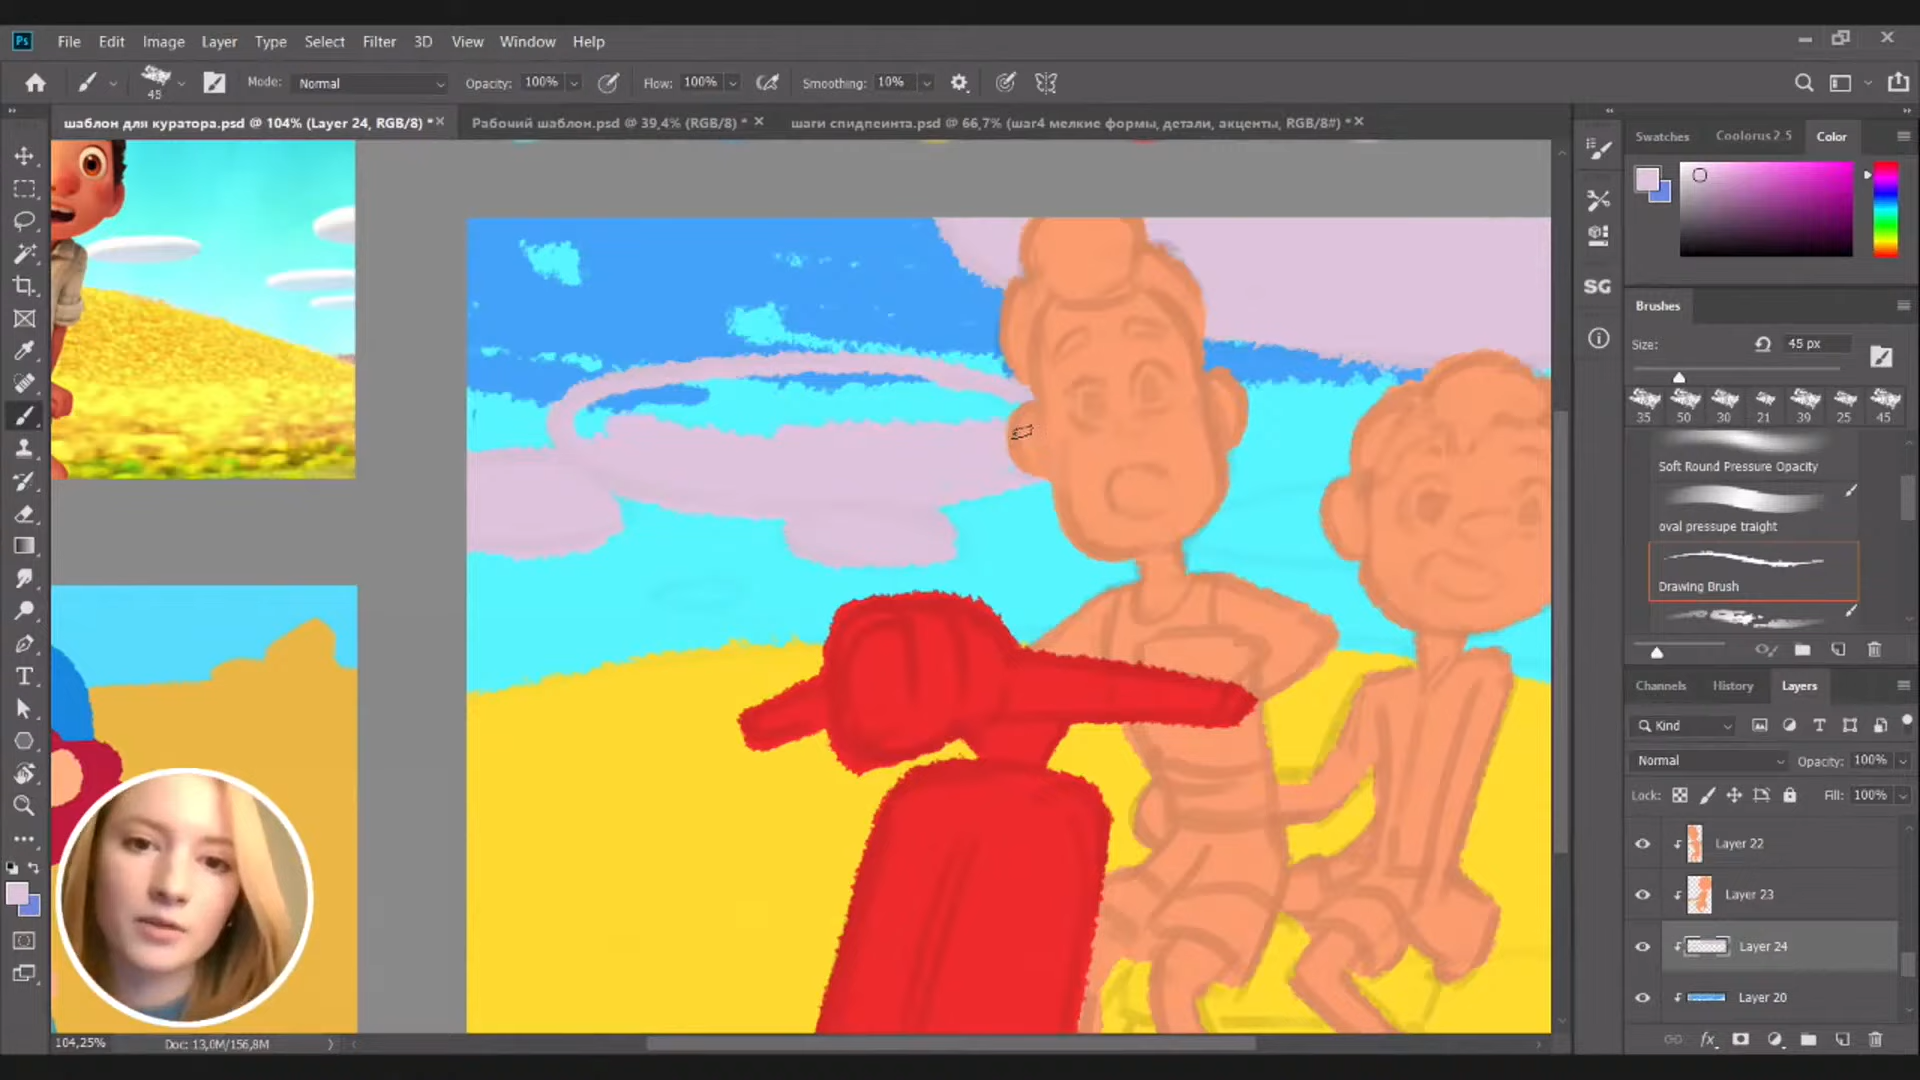 Ps File Edit Image Layer Type Select Filter 3D View Window Help
45 Mode: Normal Opacity: 100% Flow: 100% Smoothing: 10%
шаблон для куратора.psd @ 104% (Layer 24, RGB/8) * Рабочий шаблон.psd @ 39,4% (RGB/8) * шаги спидпеинта.psd @ 66,7% (шаг4 мелкие формы, детали, акценты, RGB/8#) *
Swatches Coolorus 2 5 Color
SG
Brushes
Size: 45 px
35 50 30 21 39 25 45
Soft Round Pressure Opacity
oval pressupe traight
Drawing Brush
Channels History Layers
Kind
Normal Opacity: 100%
Lock: Fill: 100%
Layer 22
Layer 23
Layer 24
Layer 20
fx
104,25% Doc: 13,0M/156,8M